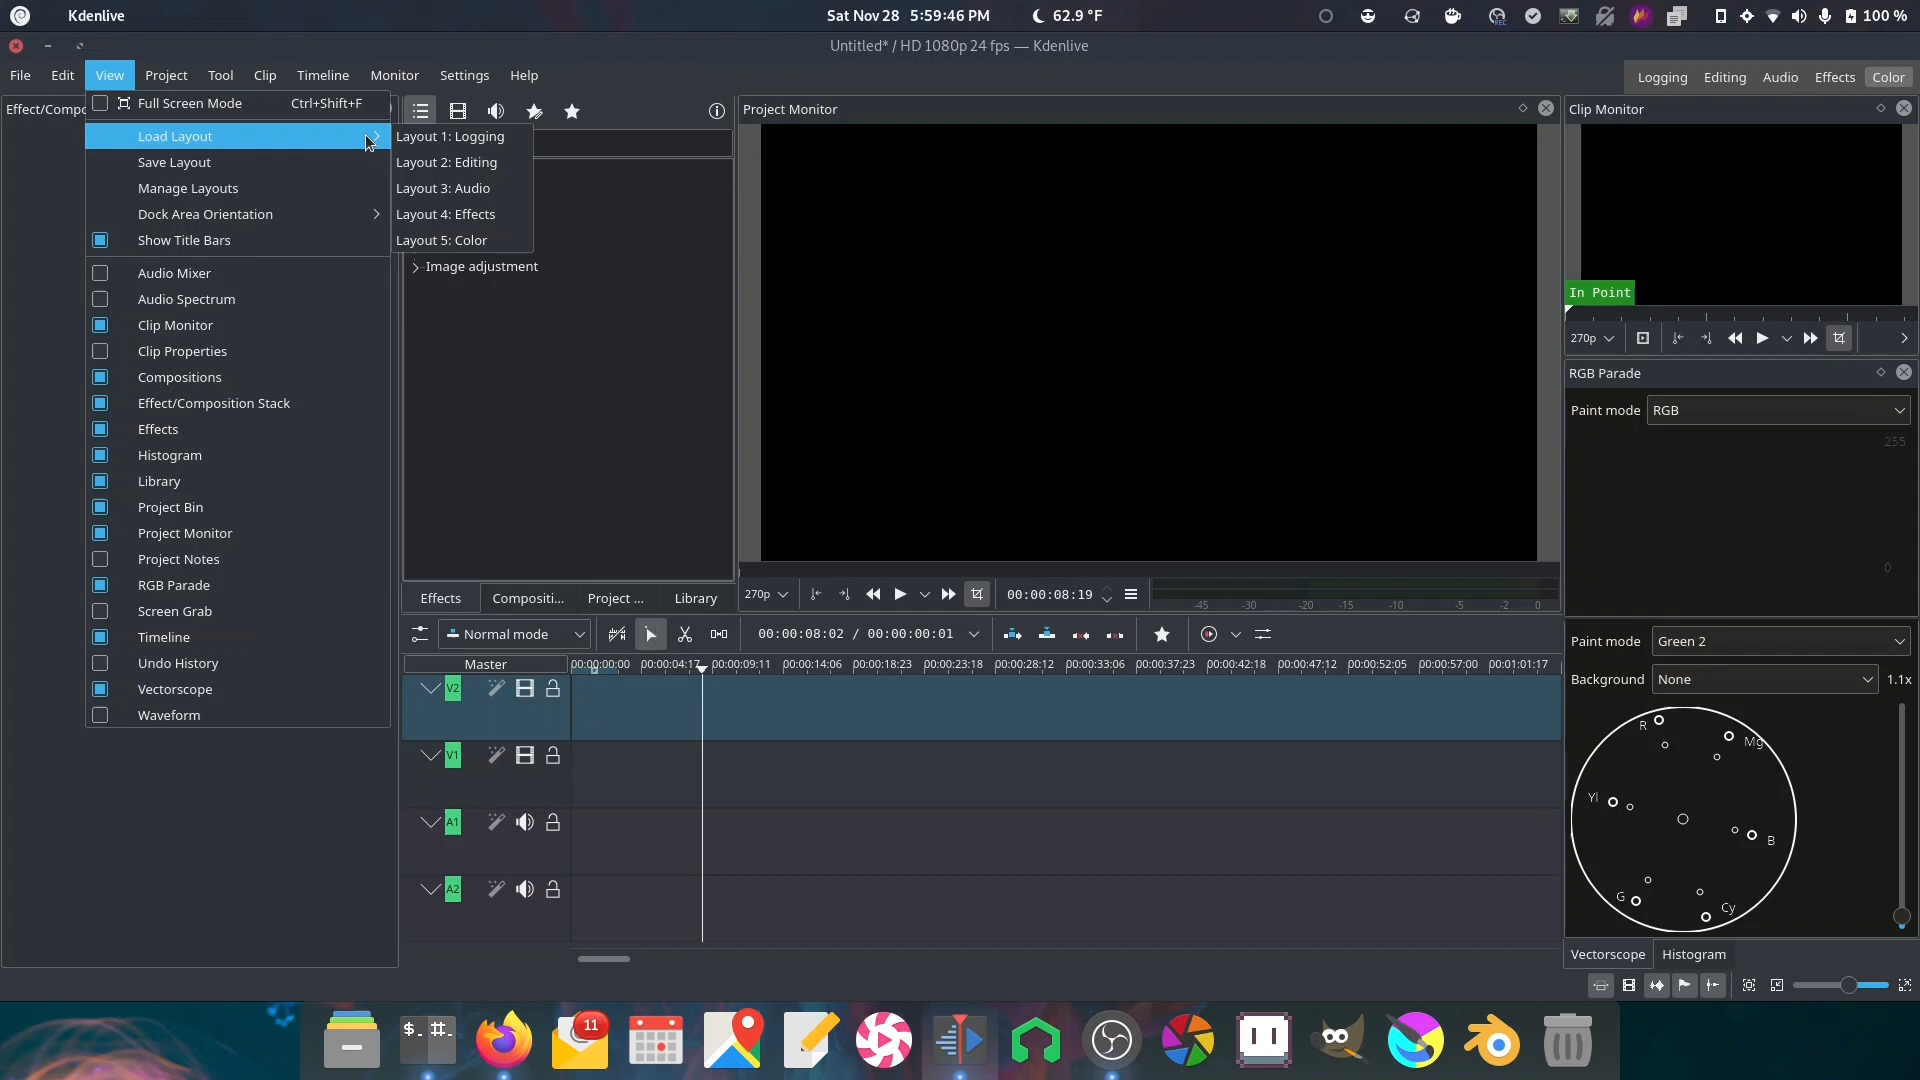 Kdenlive
Sat Nov 28 5:59:46 PM
62.9 °F
REC
100 %
Untitled* / HD 1080p 24 fps — Kdenlive
File Edit View Project Tool Clip Timeline Monitor Settings Help
Logging Editing Audio Effects Color
Effect/Compo
Full Screen Mode Ctrl+Shift+F
Load Layout
Save Layout
Manage Layouts
Dock Area Orientation
Show Title Bars
Audio Mixer
Audio Spectrum
Clip Monitor
Clip Properties
Compositions
Effect/Composition Stack
Effects
Histogram
Library
Project Bin
Project Monitor
Project Notes
RGB Parade
Screen Grab
Timeline
Undo History
Vectorscope
Waveform
Layout 1: Logging
Layout 2: Editing
Layout 3: Audio
Layout 4: Effects
Layout 5: Color
Image adjustment
Effects Compositi... Project ... Library
Project Monitor
270p 00:00:08:19
-45 -30 -20 -15 -10 -5 -2 0
Clip Monitor
In Point
270p
RGB Parade
Paint mode RGB
255
0
Normal mode 00:00:08:02 / 00:00:00:01
Master 00:00:00:00 00:00:04:17 00:00:09:11 00:00:14:06 00:00:18:23 00:00:23:18 00:00:28:12 00:00:33:06 00:00:37:23 00:00:42:18 00:00:47:12 00:00:52:05 00:00:57:00 00:01:01:17
V2
V1
A1
A2
Paint mode Green 2
Background None 1.1x
R
Mg
Yl
B
G
Cy
Vectorscope Histogram
$. #.
11